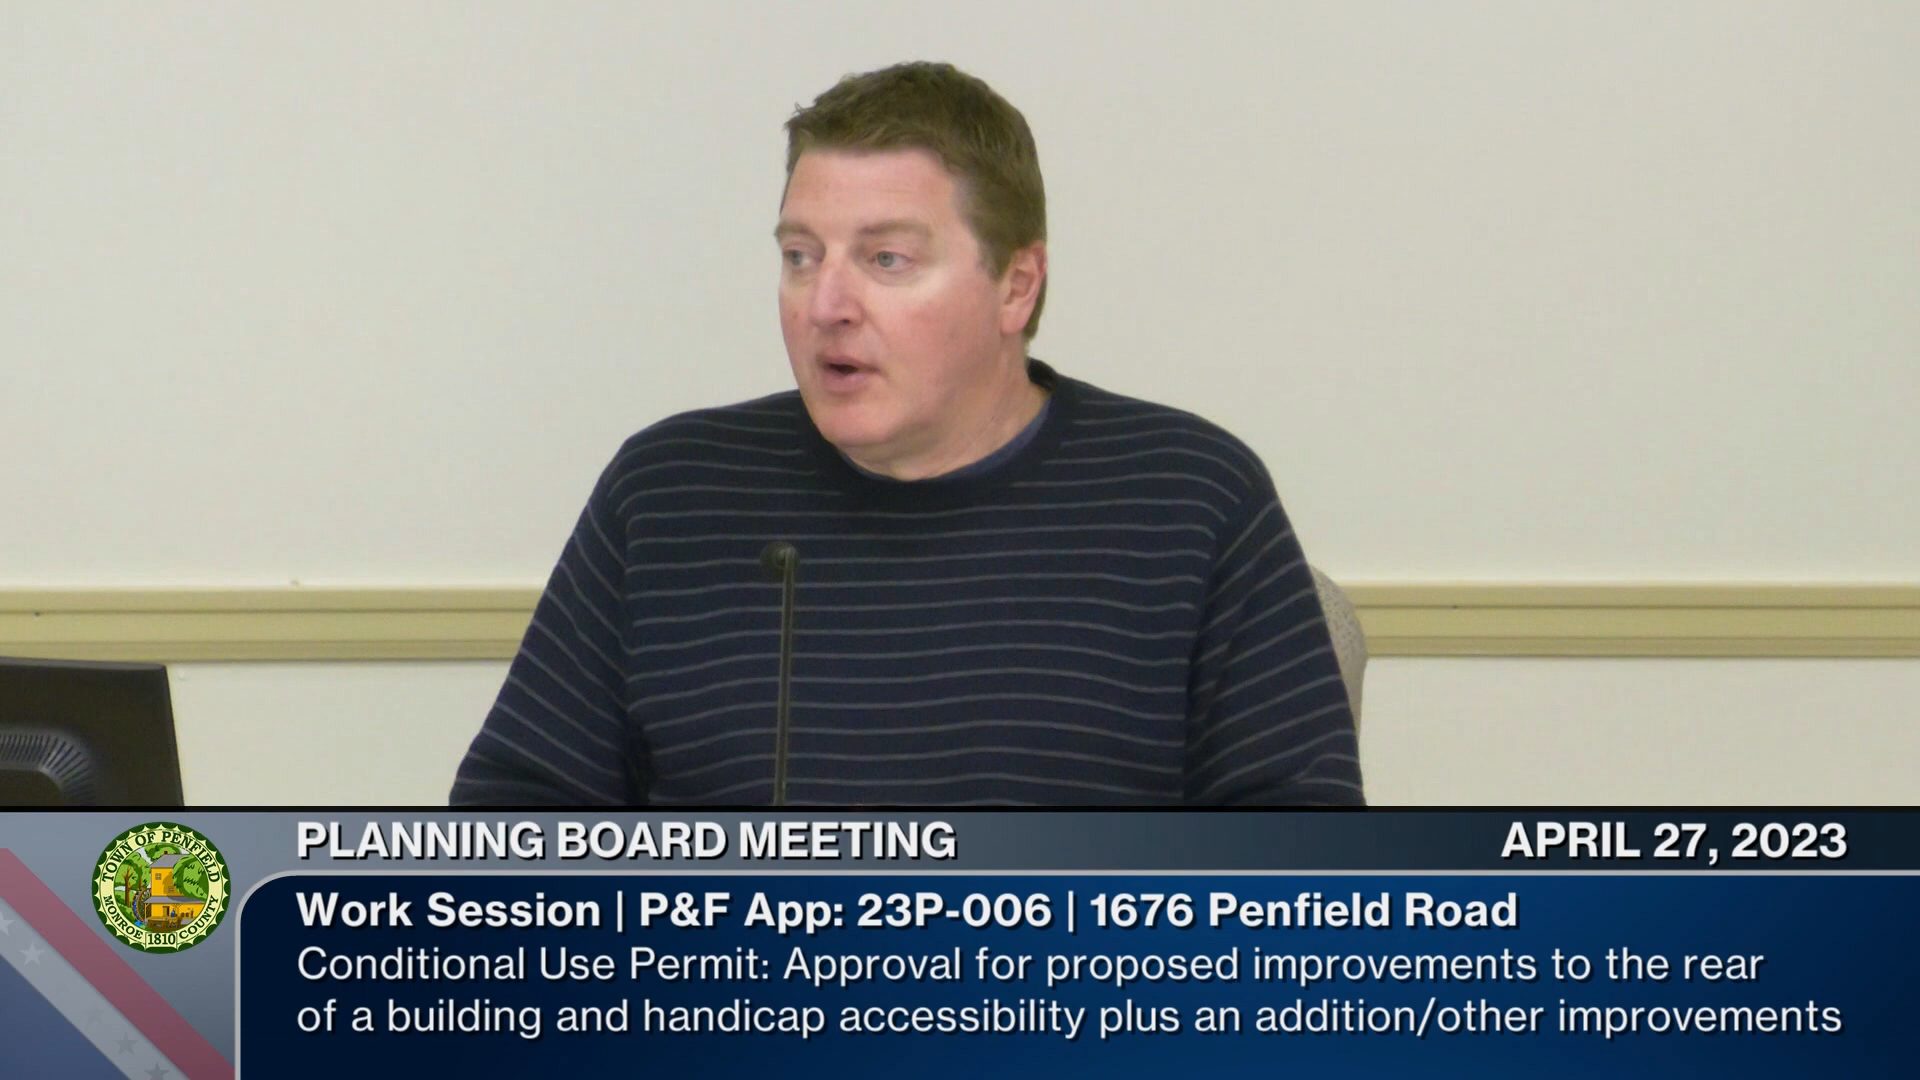 PLANNING BOARD MEETING
APRIL 27, 2023
TOWN OF PENFIELD
MONROE 1810 COUNTY
Work Session | P&F App: 23P-006 | 1676 Penfield Road
Conditional Use Permit: Approval for proposed improvements to the rear
of a building and handicap accessibility plus an addition/other improvements